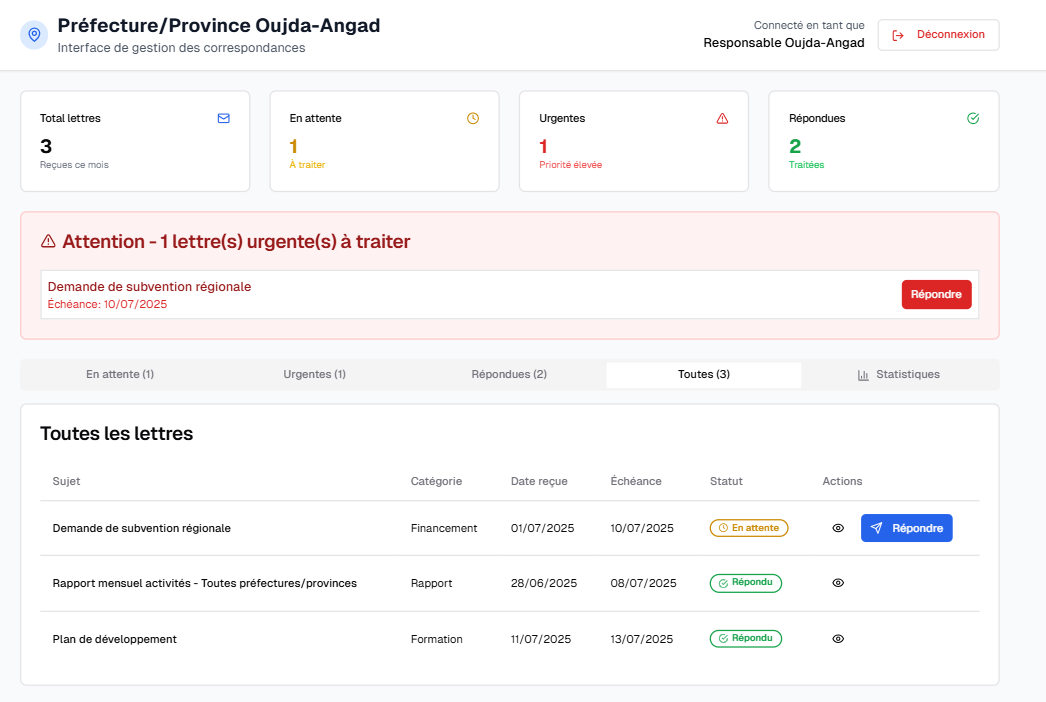 Préfecture/Province Oujda-Angad
Interface de gestion des correspondances
Connecté en tant que
Responsable Oujda-Angad
Déconnexion
Total lettres
3
Reçues ce mois
En attente
1
À traiter
Urgentes
1
Priorité élevée
Répondues
2
Traitées
Attention - 1 lettre(s) urgente(s) à traiter
Demande de subvention régionale
Échéance: 10/07/2025
Répondre
En attente (1) Urgentes (1) Répondues (2) Toutes (3) Statistiques
Toutes les lettres
Sujet Catégorie Date reçue Échéance Statut Actions
Demande de subvention régionale Financement 01/07/2025 10/07/2025 En attente Répondre
Rapport mensuel activités - Toutes préfectures/provinces Rapport 28/06/2025 08/07/2025 Répondu
Plan de développement Formation 11/07/2025 13/07/2025 Répondu